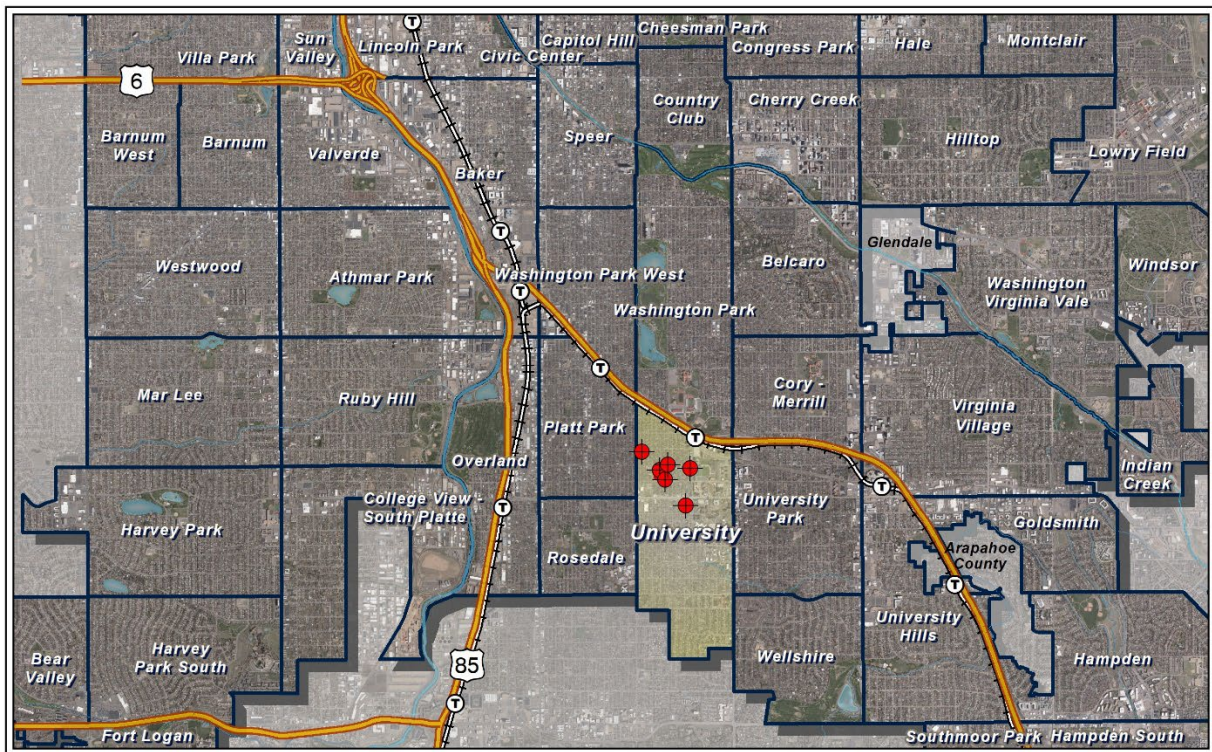 Cheesman Park
Sun
Valley
Lincoln Park
Capitol Hill
Civic Center
Congress Park
Hale
Montclair
Villa Park
6
Barnum
West
Barnum
Valverde
Baker
Speer
Country
Club
Cherry Creek
Hilltop
Lowry Field
T
T
Westwood
Athmar Park
Washington Park West
Washington Park
Belcaro
Glendale
Washington
Virginia Vale
Windsor
T
T
Mar Lee
Ruby Hill
Platt Park
Cory -
Merrill
Virginia
Village
T
Overland
Indian
Creek
T
Harvey Park
College View -
South Platte
T
University
University
Park
Goldsmith
Rosedale
Arapahoe
County
T
University
Hills
Bear
Valley
Harvey
Park South
85
Wellshire
Hampden
T
Fort Logan
Southmoor Park
Hampden South